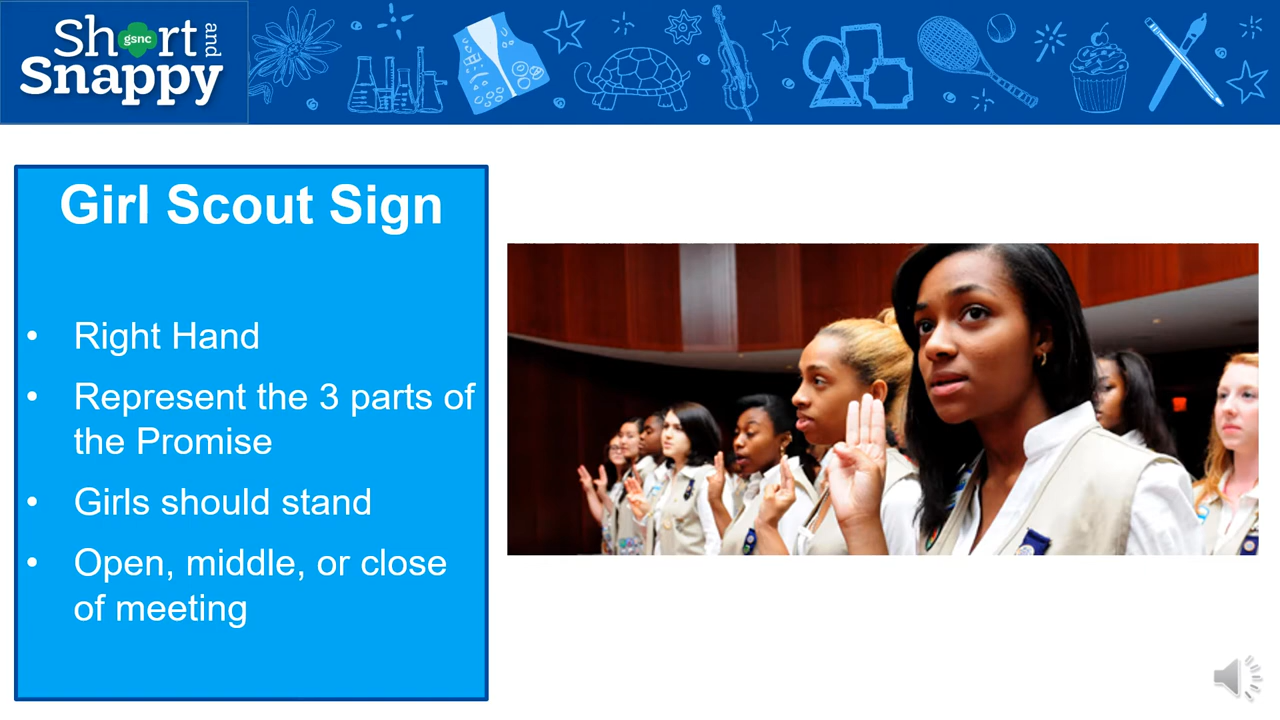 Short and
gsnc
Snappy
Girl Scout Sign
• Right Hand
• Represent the 3 parts of
the Promise
• Girls should stand
• Open, middle, or close
of meeting